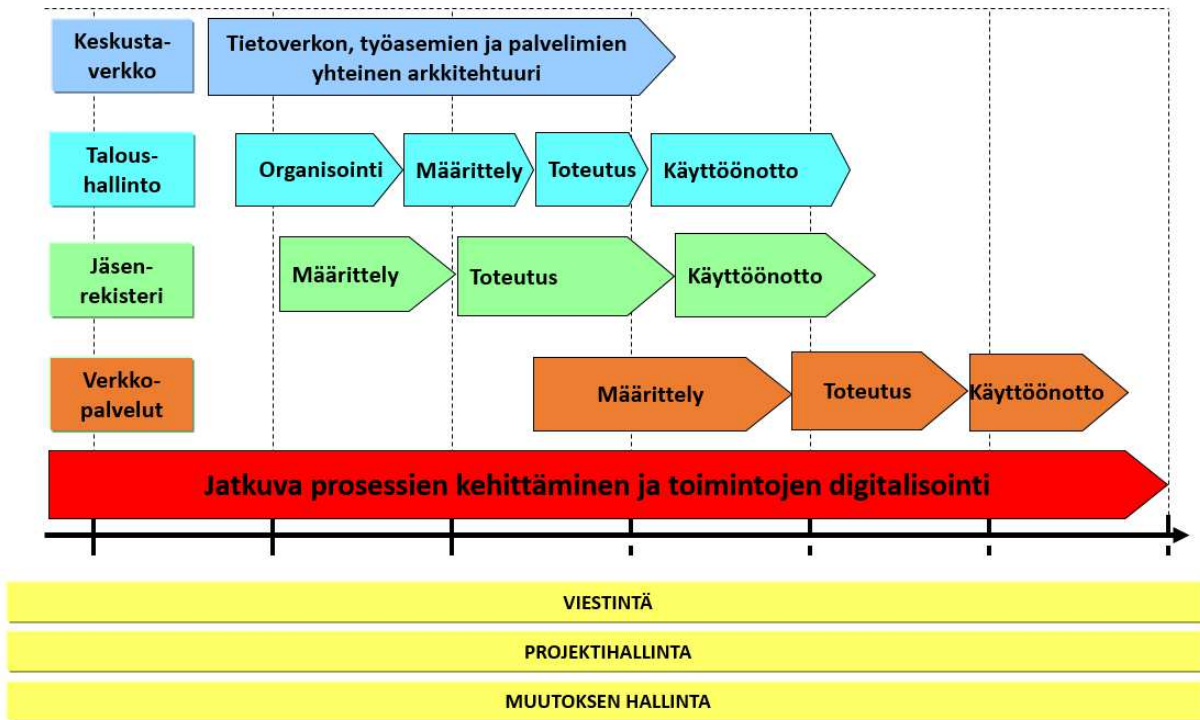 Keskusta-
verkko
Tietoverkon, työasemien ja palvelimien
yhteinen arkkitehtuuri
Talous-
hallinto
Organisointi
Määrittely
Toteutus
Käyttöönotto
Jäsen-
rekisteri
Määrittely
Toteutus
Käyttöönotto
Verkko-
palvelut
Määrittely
Toteutus
Käyttöönotto
Jatkuva prosessien kehittäminen ja toimintojen digitalisointi
VIESTINTÄ
PROJEKTIHALLINTA
MUUTOKSEN HALLINTA